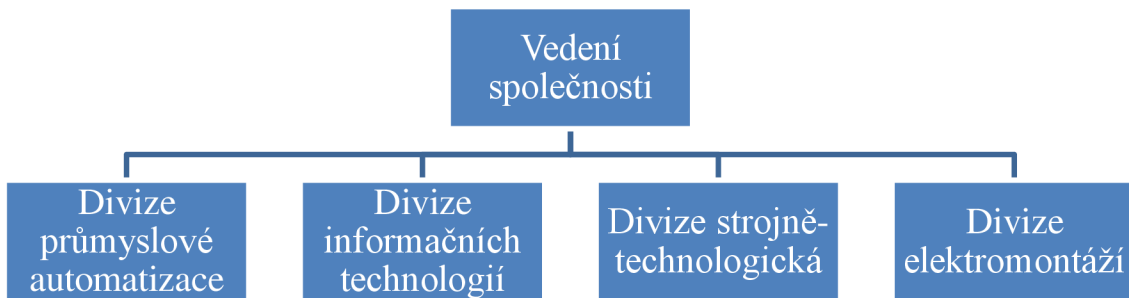 Vedení
společnosti
Divize
průmyslové
automatizace
Divize
informačních
technologií
Divize strojně-
technologická
Divize
elektromontáží